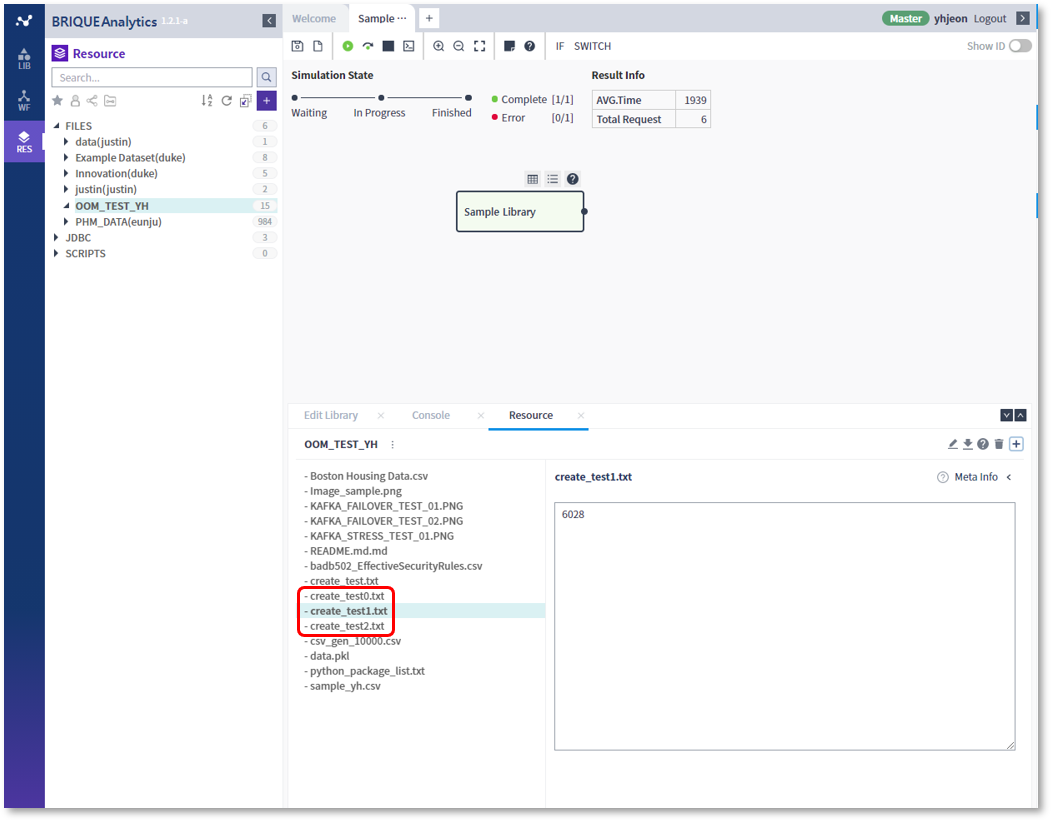 BRIQUEAnalytics 1.2.1-a
Welcome
Sample ...
+
Master yhjeon Logout
LIB
WF
RES
Resource
Search...
FILES 6
data(justin) 1
Example Dataset(duke) 8
Innovation(duke) 5
justin(justin) 2
OOM_TEST_YH 15
PHM_DATA(eunju) 984
JDBC 3
SCRIPTS 0
IF SWITCH
Show ID
Simulation State
Waiting In Progress Finished
Complete [1/1]
Error [0/1]
Result Info
AVG.Time 1939
Total Request 6
Sample Library
Edit Library × Console × Resource ×
OOM_TEST_YH
- Boston Housing Data.csv
- Image_sample.png
- KAFKA_FAILOVER_TEST_01.PNG
- KAFKA_FAILOVER_TEST_02.PNG
- KAFKA_STRESS_TEST_01.PNG
- README.md.md
- badb502_EffectiveSecurityRules.csv
- create_test.txt
- create_test0.txt
- create_test1.txt
- create_test2.txt
- csv_gen_10000.csv
- data.pkl
- python_package_list.txt
- sample_yh.csv
create_test1.txt
Meta Info <
6028